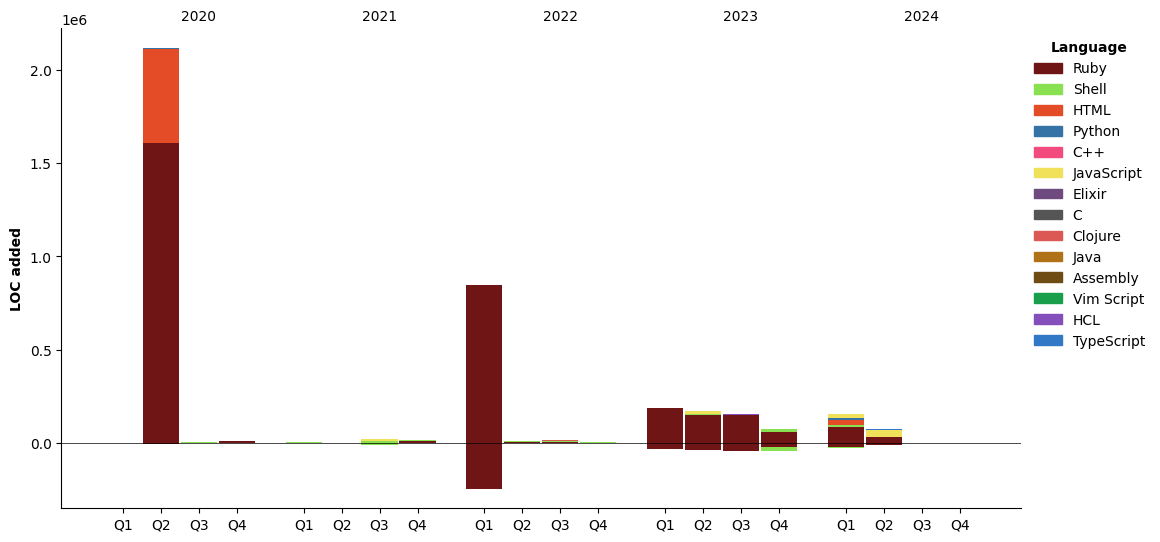 1e6
2020 2021 2022 2023 2024
LOC added
2.0
1.5
1.0
0.5
0.0
Q1 Q2 Q3 Q4 Q1 Q2 Q3 Q4 Q1 Q2 Q3 Q4 Q1 Q2 Q3 Q4 Q1 Q2 Q3 Q4
Language
Ruby
Shell
HTML
Python
C++
JavaScript
Elixir
C
Clojure
Java
Assembly
Vim Script
HCL
TypeScript